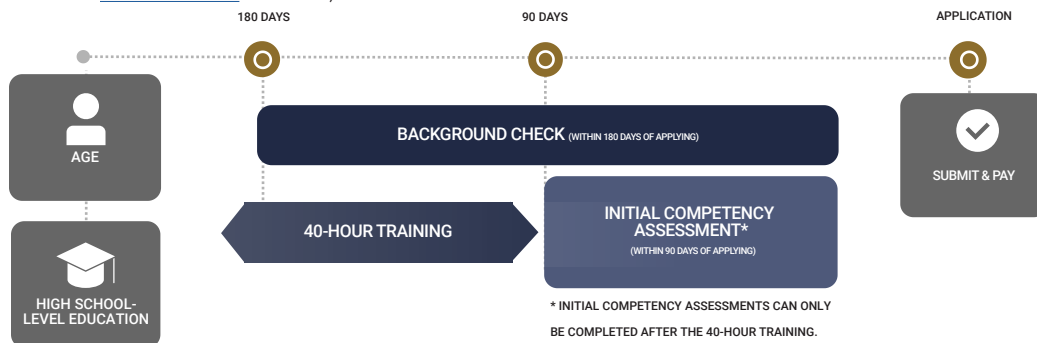 180 DAYS
90 DAYS
APPLICATION
AGE
BACKGROUND CHECK (WITHIN 180 DAYS OF APPLYING)
SUBMIT & PAY
40-HOUR TRAINING
INITIAL COMPETENCY
ASSESSMENT*
(WITHIN 90 DAYS OF APPLYING)
HIGH SCHOOL-
LEVEL EDUCATION
* INITIAL COMPETENCY ASSESSMENTS CAN ONLY
BE COMPLETED AFTER THE 40-HOUR TRAINING.